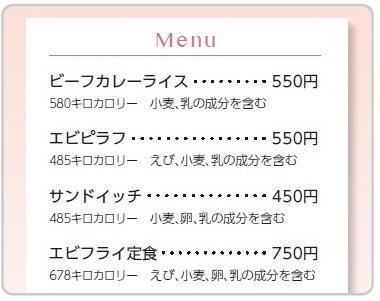 Menu
ビーフカレーライス ・・・・・・・・・ 550円
580キロカロリー　小麦、乳の成分を含む
エビピラフ ・・・・・・・・・・・・・・・・ 550円
485キロカロリー　えび、小麦、乳の成分を含む
サンドイッチ ・・・・・・・・・・・・・・ 450円
485キロカロリー　小麦、卵、乳の成分を含む
エビフライ定食 ・・・・・・・・・・・・ 750円
678キロカロリー　えび、小麦、卵、乳の成分を含む